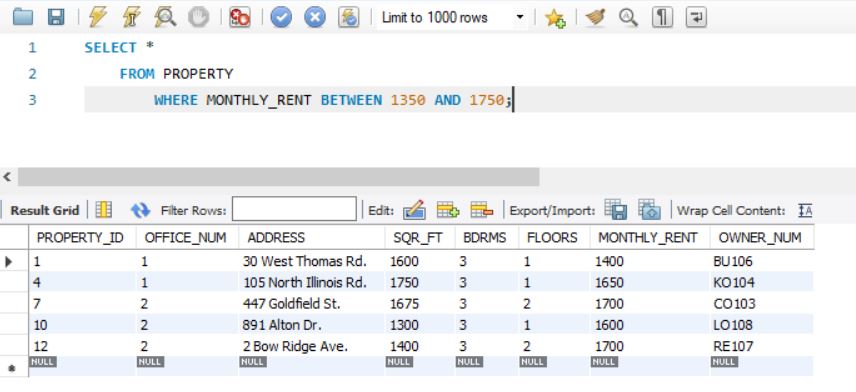 Limit to 1000 rows
1 SELECT *
2 FROM PROPERTY
3 WHERE MONTHLY_RENT BETWEEN 1350 AND 1750;
Result Grid Filter Rows: Edit: Export/Import: Wrap Cell Content: IA
PROPERTY_ID OFFICE_NUM ADDRESS SQR_FT BDRMS FLOORS MONTHLY_RENT OWNER_NUM
1 1 30 West Thomas Rd. 1600 3 1 1400 BU106
4 1 105 North Illinois Rd. 1750 3 1 1650 KO104
7 2 447 Goldfield St. 1675 3 2 1700 CO103
10 2 891 Alton Dr. 1300 3 1 1600 LO108
12 2 2 Bow Ridge Ave. 1400 3 2 1700 RE107
NULL NULL NULL NULL NULL NULL NULL NULL